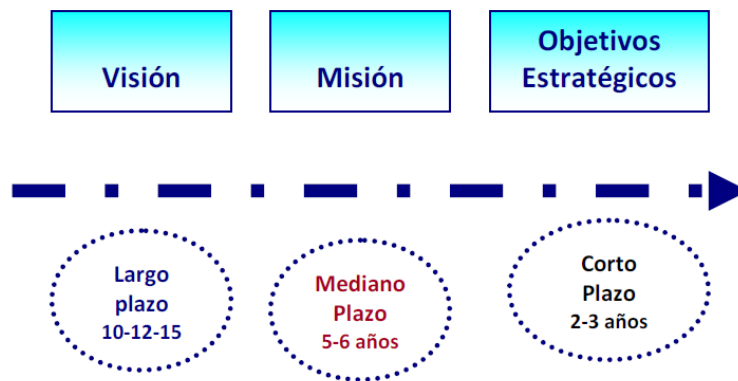 Visión
Misión
Objetivos
Estratégicos
Largo
plazo
10-12-15
Mediano
Plazo
5-6 años
Corto
Plazo
2-3 años